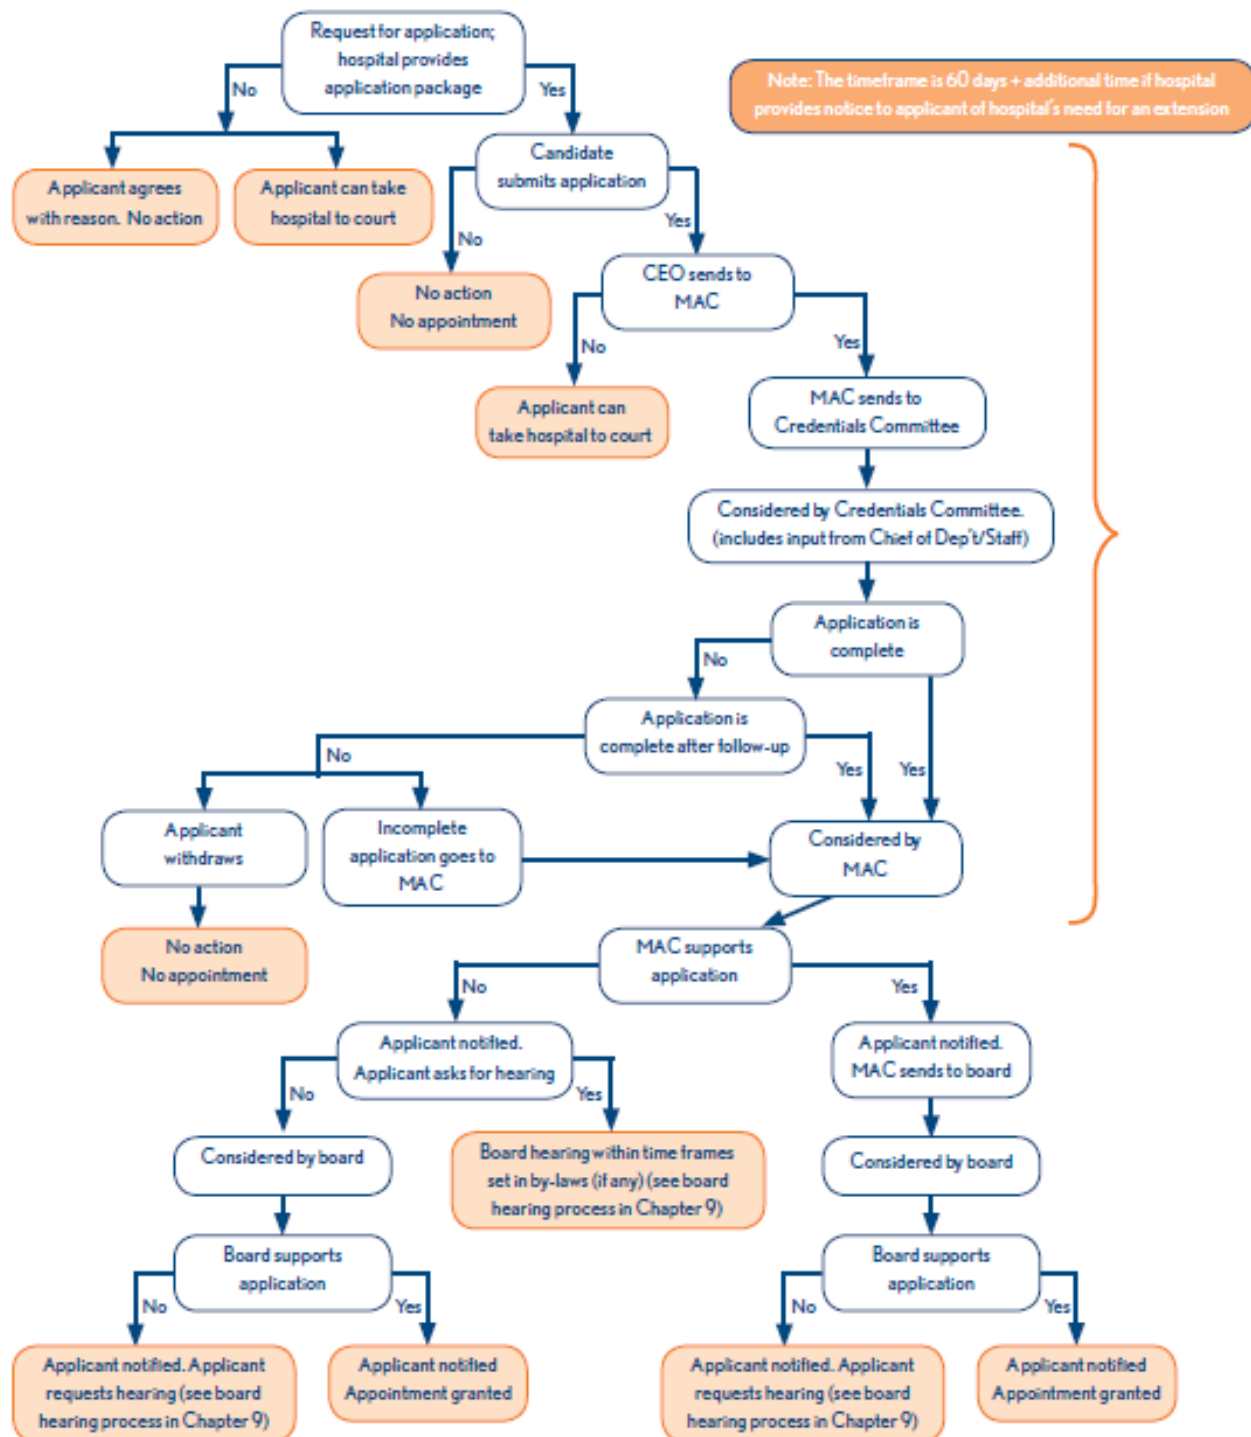 Request for application;
hospital provides
application package
No
Yes
Note: The timeframe is 60 days + additional time if hospital
provides notice to applicant of hospital's need for an extension
Applicant agrees
with reason. No action
Applicant can take
hospital to court
Candidate
submits application
No
Yes
No action
No appointment
CEO sends to
MAC
No
Yes
Applicant can
take hospital to court
MAC sends to
Credentials Committee
Considered by Credentials Committee.
(includes input from Chief of Dep't/Staff)
Application is
complete
No
Yes
Application is
complete after follow-up
No
Yes
Applicant
withdraws
Incomplete
application goes to
MAC
Considered by
MAC
No action
No appointment
MAC supports
application
No
Yes
Applicant notified.
Applicant asks for hearing
No
Yes
Applicant notified.
MAC sends to board
Considered by board
Board hearing within time frames
set in by-laws (if any) (see board
hearing process in Chapter 9)
Considered by board
Board supports
application
No
Yes
Board supports
application
No
Yes
Applicant notified. Applicant
requests hearing (see board
hearing process in Chapter 9)
Applicant notified
Appointment granted
Applicant notified. Applicant
requests hearing (see board
hearing process in Chapter 9)
Applicant notified
Appointment granted